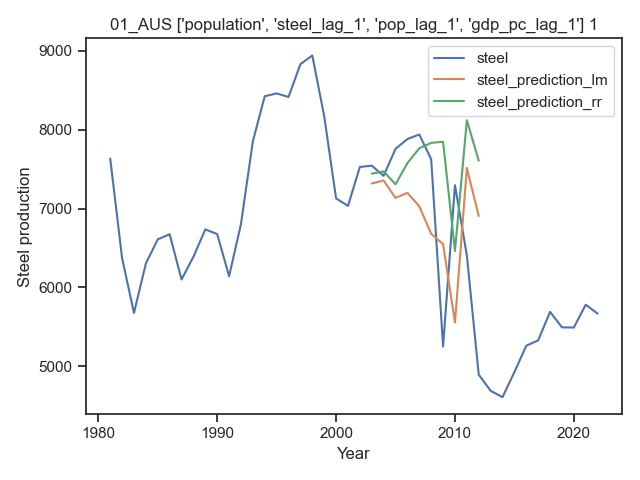 01_AUS ['population', 'steel_lag_1', 'pop_lag_1', 'gdp_pc_lag_1'] 1
steel
steel_prediction_lm
steel_prediction_rr
Steel production
9000
8000
7000
6000
5000
1980 1990 2000 2010 2020
Year